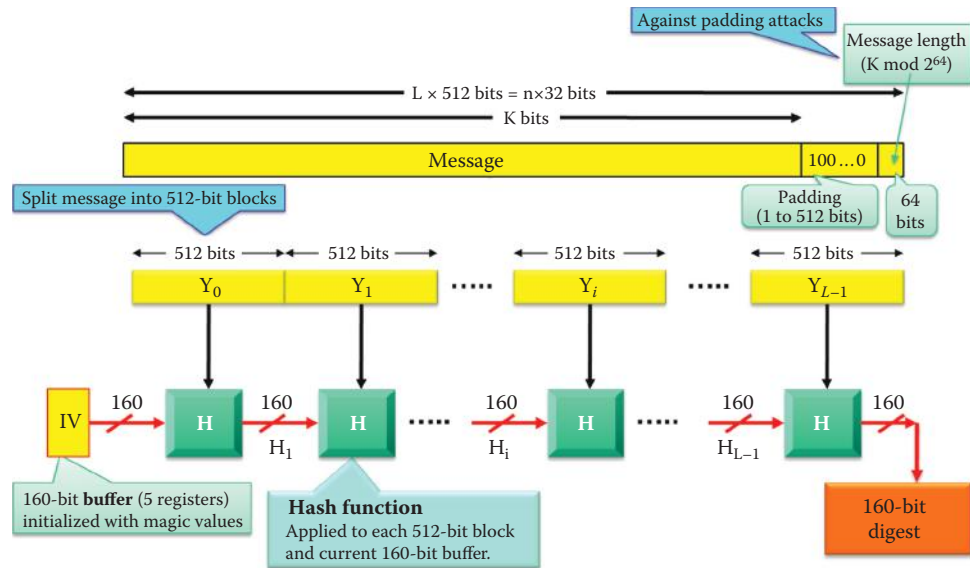 Against padding attacks
Message length
(K mod 2⁶⁴)
L × 512 bits = n×32 bits
K bits
Message
100...0
Split message into 512-bit blocks
Padding
(1 to 512 bits)
64
bits
512 bits
512 bits
512 bits
512 bits
Y₀
Y₁
.....
Yᵢ
.....
Y_{L−1}
IV
160
H
160
H₁
H
.....
160
Hᵢ
H
.....
160
H_{L−1}
H
160
160-bit buffer (5 registers)
initialized with magic values
Hash function
Applied to each 512-bit block
and current 160-bit buffer.
160-bit
digest